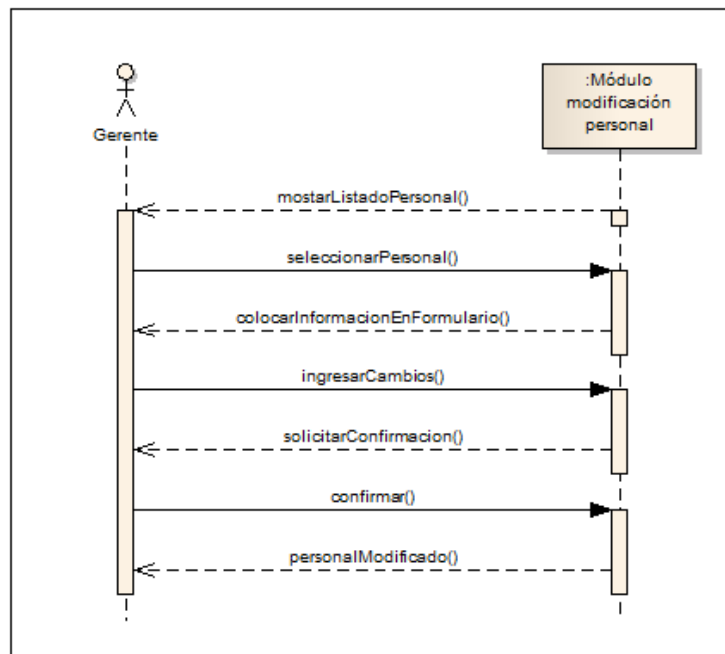 :Módulo
modificación
personal
Gerente
mostarListadoPersonal()
seleccionarPersonal()
colocarInformacionEnFormulario()
ingresarCambios()
solicitarConfirmacion()
confirmar()
personalModificado()